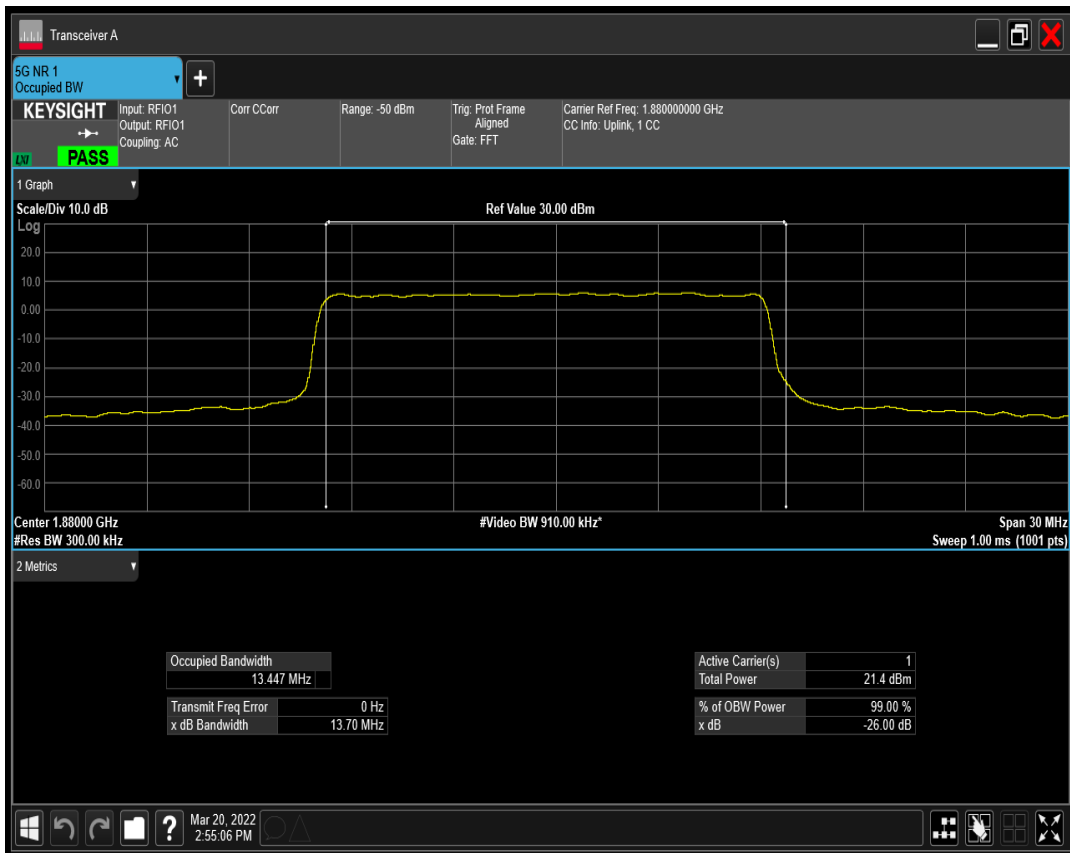 Transceiver A
5G NR 1
Occupied BW
+
KEYSIGHT
LXI
PASS
Input: RFIO1
Output: RFIO1
Coupling: AC
Corr CCorr
Range: -50 dBm
Trig: Prot Frame
Aligned
Gate: FFT
Carrier Ref Freq: 1.880000000 GHz
CC Info: Uplink, 1 CC
1 Graph
Scale/Div 10.0 dB
Ref Value 30.00 dBm
Log
20.0
10.0
0.00
-10.0
-20.0
-30.0
-40.0
-50.0
-60.0
Center 1.88000 GHz
#Video BW 910.00 kHz*
Span 30 MHz
#Res BW 300.00 kHz
Sweep 1.00 ms (1001 pts)
2 Metrics
Occupied Bandwidth
13.447 MHz
Transmit Freq Error 0 Hz
x dB Bandwidth 13.70 MHz
Active Carrier(s) 1
Total Power 21.4 dBm
% of OBW Power 99.00 %
x dB -26.00 dB
?
Mar 20, 2022
2:55:06 PM